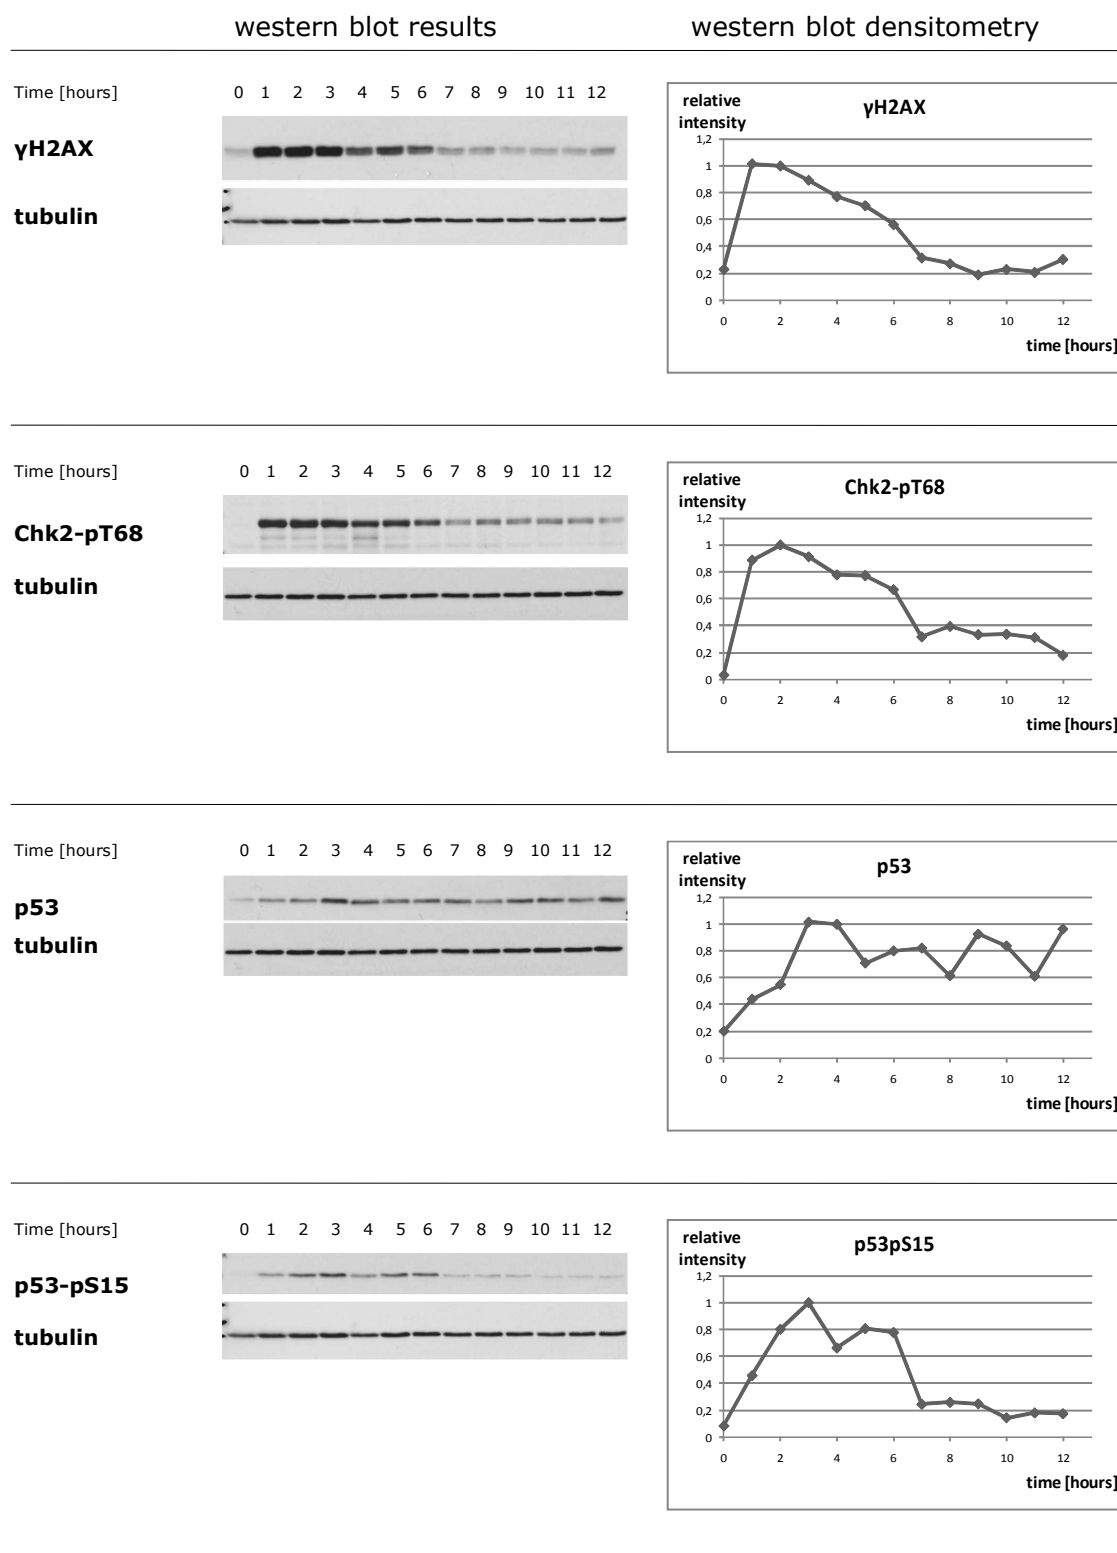 western blot results western blot densitometry
Time [hours] 0 1 2 3 4 5 6 7 8 9 10 11 12
γH2AX
tubulin
relative intensity
γH2AX
1,2
1
0,8
0,6
0,4
0,2
0
0 2 4 6 8 10 12
time [hours]
Time [hours] 0 1 2 3 4 5 6 7 8 9 10 11 12
Chk2-pT68
tubulin
relative intensity
Chk2-pT68
1,2
1
0,8
0,6
0,4
0,2
0
0 2 4 6 8 10 12
time [hours]
Time [hours] 0 1 2 3 4 5 6 7 8 9 10 11 12
p53
tubulin
relative intensity
p53
1,2
1
0,8
0,6
0,4
0,2
0
0 2 4 6 8 10 12
time [hours]
Time [hours] 0 1 2 3 4 5 6 7 8 9 10 11 12
p53-pS15
tubulin
relative intensity
p53pS15
1,2
1
0,8
0,6
0,4
0,2
0
0 2 4 6 8 10 12
time [hours]